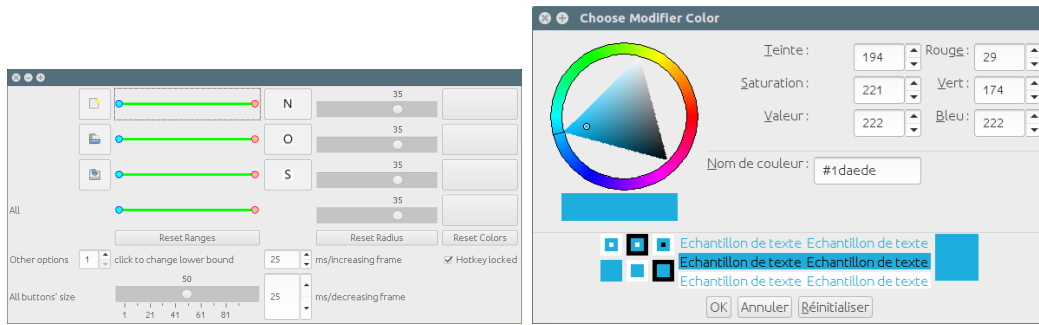 35
N
35
O
35
S
35
All
Reset Ranges Reset Radius Reset Colors
Other options 1 click to change lower bound 25 ms/increasing frame Hotkey locked
50
All buttons' size 25 ms/decreasing frame
1 21 41 61 81
Choose Modifier Color
Teinte : 194 Rouge : 29
Saturation : 221 Vert : 174
Valeur : 222 Bleu : 222
Nom de couleur : #1daede
Echantillon de texte Echantillon de texte
Echantillon de texte Echantillon de texte
Echantillon de texte Echantillon de texte
OK Annuler Réinitialiser